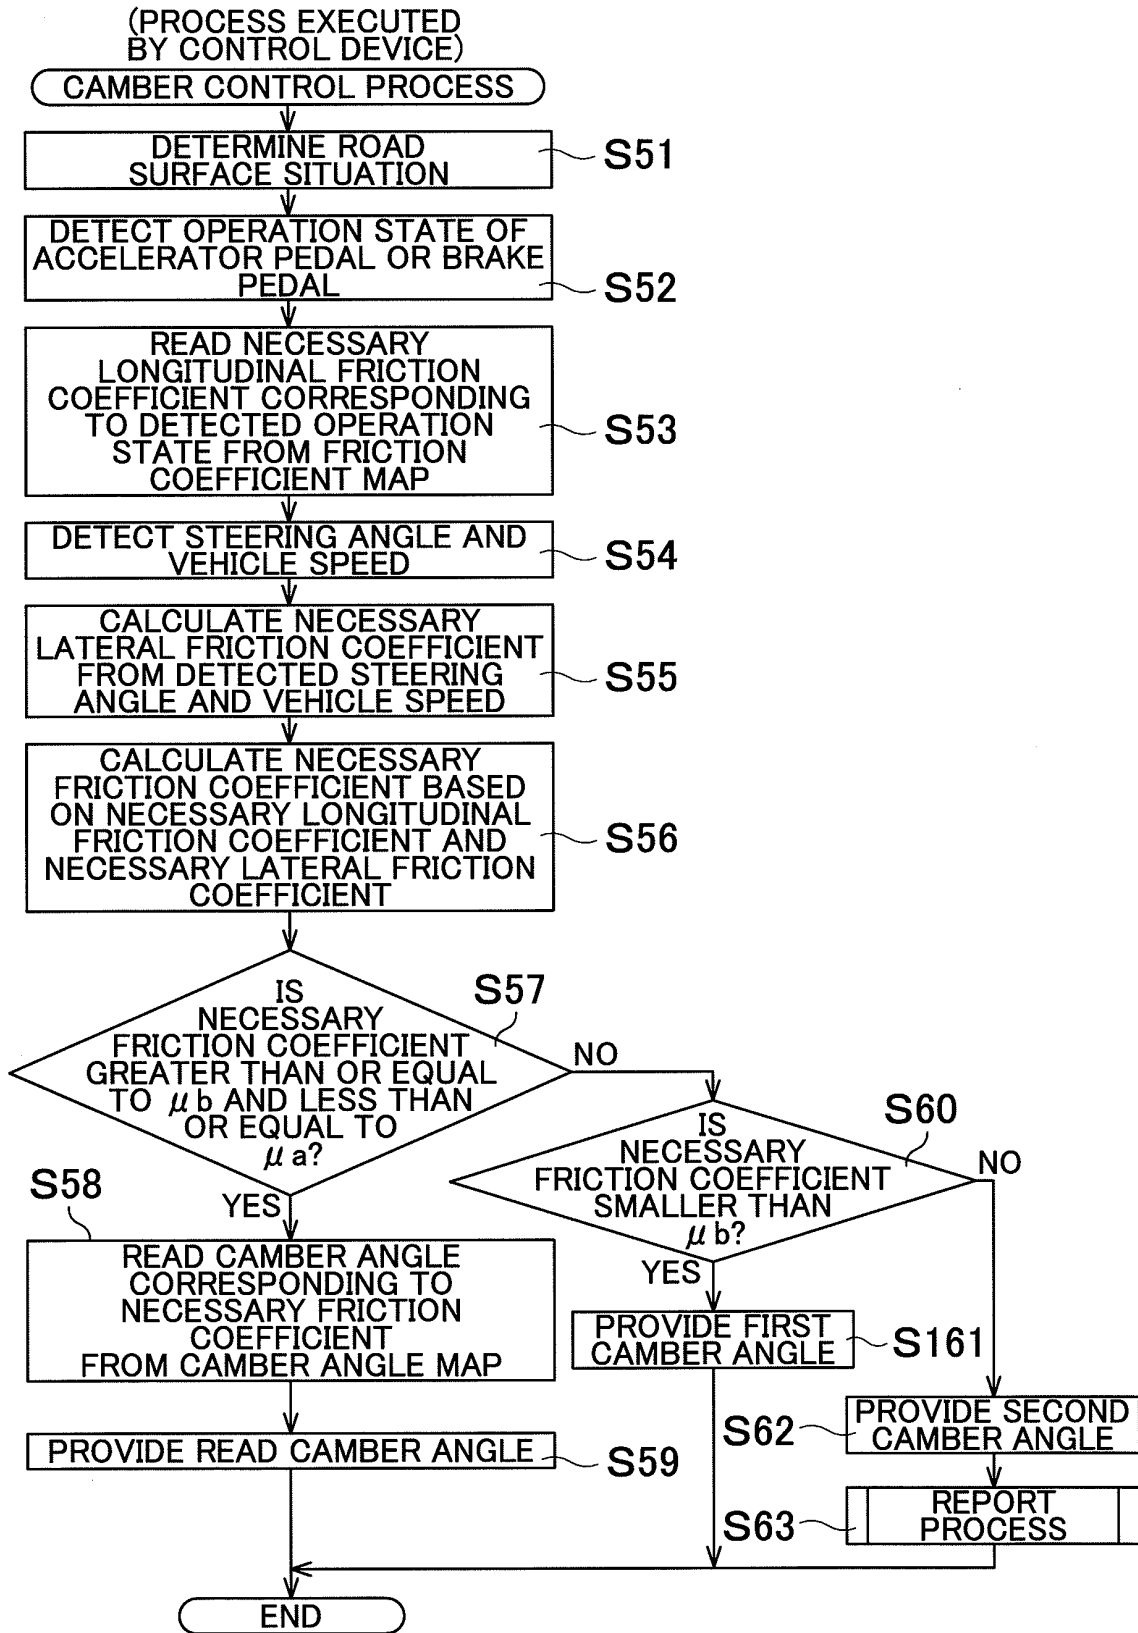 (PROCESS EXECUTED
BY CONTROL DEVICE)
CAMBER CONTROL PROCESS
DETERMINE ROAD
SURFACE SITUATION
S51
DETECT OPERATION STATE OF
ACCELERATOR PEDAL OR BRAKE
PEDAL
S52
READ NECESSARY
LONGITUDINAL FRICTION
COEFFICIENT CORRESPONDING
TO DETECTED OPERATION
STATE FROM FRICTION
COEFFICIENT MAP
S53
DETECT STEERING ANGLE AND
VEHICLE SPEED
S54
CALCULATE NECESSARY
LATERAL FRICTION COEFFICIENT
FROM DETECTED STEERING
ANGLE AND VEHICLE SPEED
S55
CALCULATE NECESSARY
FRICTION COEFFICIENT BASED
ON NECESSARY LONGITUDINAL
FRICTION COEFFICIENT AND
NECESSARY LATERAL FRICTION
COEFFICIENT
S56
IS
NECESSARY
FRICTION COEFFICIENT
GREATER THAN OR EQUAL
TO μb AND LESS THAN
OR EQUAL TO
μa?
S57
NO
YES
IS
NECESSARY
FRICTION COEFFICIENT
SMALLER THAN
μb?
S60
NO
YES
S58
READ CAMBER ANGLE
CORRESPONDING TO
NECESSARY FRICTION
COEFFICIENT
FROM CAMBER ANGLE MAP
PROVIDE FIRST
CAMBER ANGLE
S161
PROVIDE READ CAMBER ANGLE
S59
S62
PROVIDE SECOND
CAMBER ANGLE
S63
REPORT
PROCESS
END